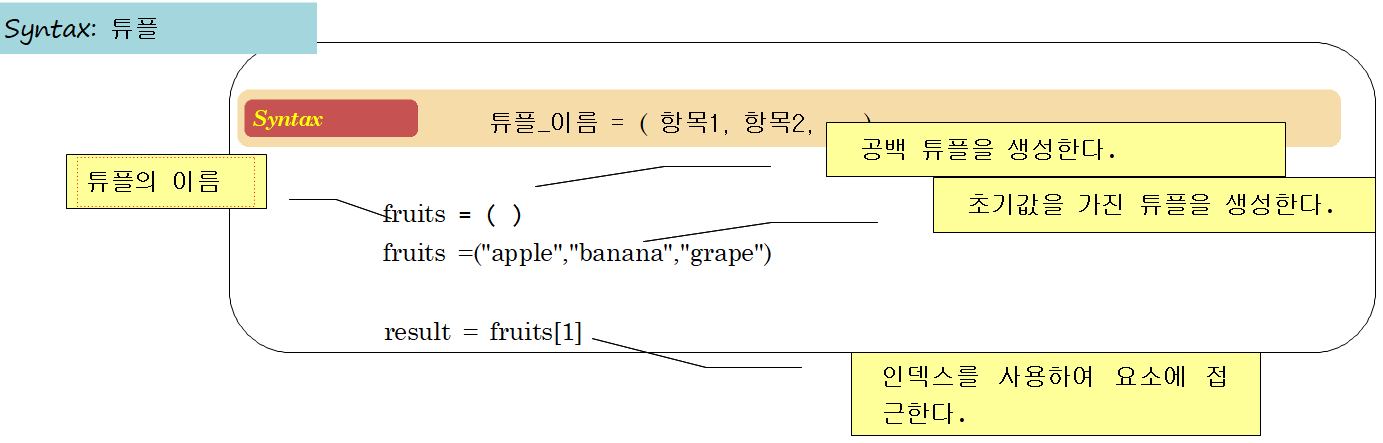 Syntax: 튜플
Syntax
튜플_이름 = ( 항목1, 항목2, )
공백 튜플을 생성한다.
튜플의 이름
초기값을 가진 튜플을 생성한다.
fruits = ( )
fruits =("apple","banana","grape")
result = fruits[1]
인덱스를 사용하여 요소에 접
근한다.